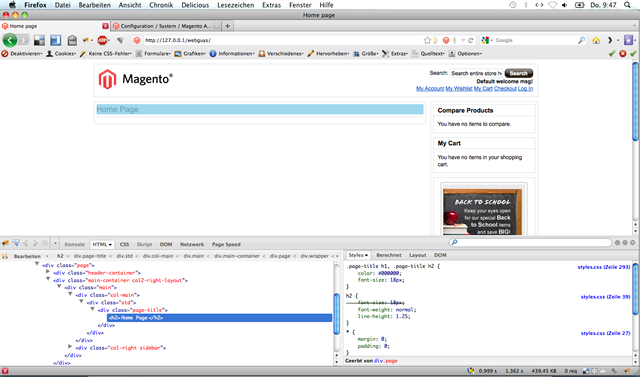 Firefox Ablage Bearbeiten Ansicht Chronik Delicious Lesezeichen Extras Fenster Hilfe Do. 9:47
Home page
Home page Configuration / System / Magento A...
http://127.0.0.1/webguys/ Google
Deaktivieren Cookies Keine CSS-Fehler Formulare Grafiken Informationen Verschiedenes Hervorheben Größe Extras Quelltext Optionen
Magento®
Search: Search entire store h Search
Default welcome msg!
My Account My Wishlist My Cart Checkout Log In
Home Page
Compare Products
You have no items to compare.
My Cart
You have no items in your shopping
cart.
BACK TO SCHOOL
Keep your eyes open
for our special Back
to School items
and save BIG!
Konsole HTML CSS Skript DOM Netzwerk Page Speed
Bearbeiten h2 < div.page-title < div.std < div.col-main < div.main < div.main-container < div.page < div.wrapper <
Styles Berechnet Layout DOM
<div class="page">
<div class="header-container">
<div class="main-container col2-right-layout">
<div class="main">
<div class="col-main">
<div class="std">
<div class="page-title">
<h2>Home Page</h2>
</div>
</div>
</div>
<div class="col-right sidebar">
</div>
.page-title h1, .page-title h2 { styles.css (Zeile 293)
color: #000000;
font-size: 18px;
}
h2 { styles.css (Zeile 39)
font-size: 18px;
font-weight: normal;
line-height: 1.25;
}
* { styles.css (Zeile 27)
margin: 0;
padding: 0;
}
Geerbt von div.page
0.999 s 1.362 s 439.45 KB 0 req